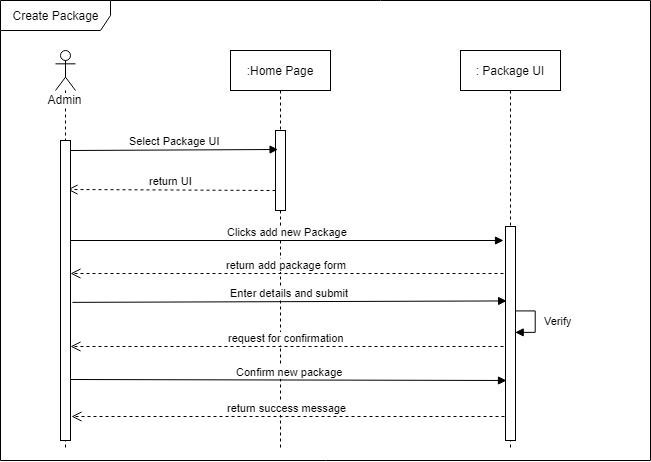 Create Package
:Home Page
: Package UI
Admin
Select Package UI
return UI
Clicks add new Package
return add package form
Enter details and submit
Verify
request for confirmation
Confirm new package
return success message